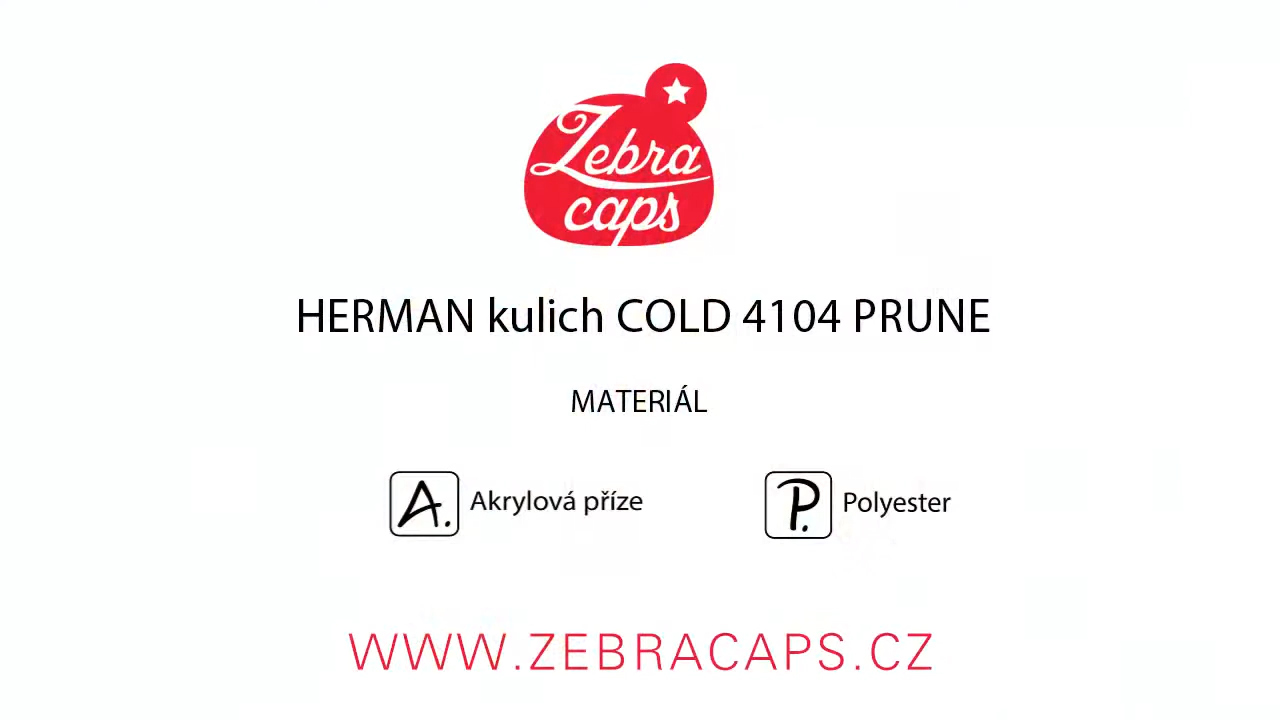 Zebra
caps
HERMAN kulich COLD 4104 PRUNE
MATERIÁL
A. Akrylová příze
P. Polyester
WWW.ZEBRACAPS.CZ